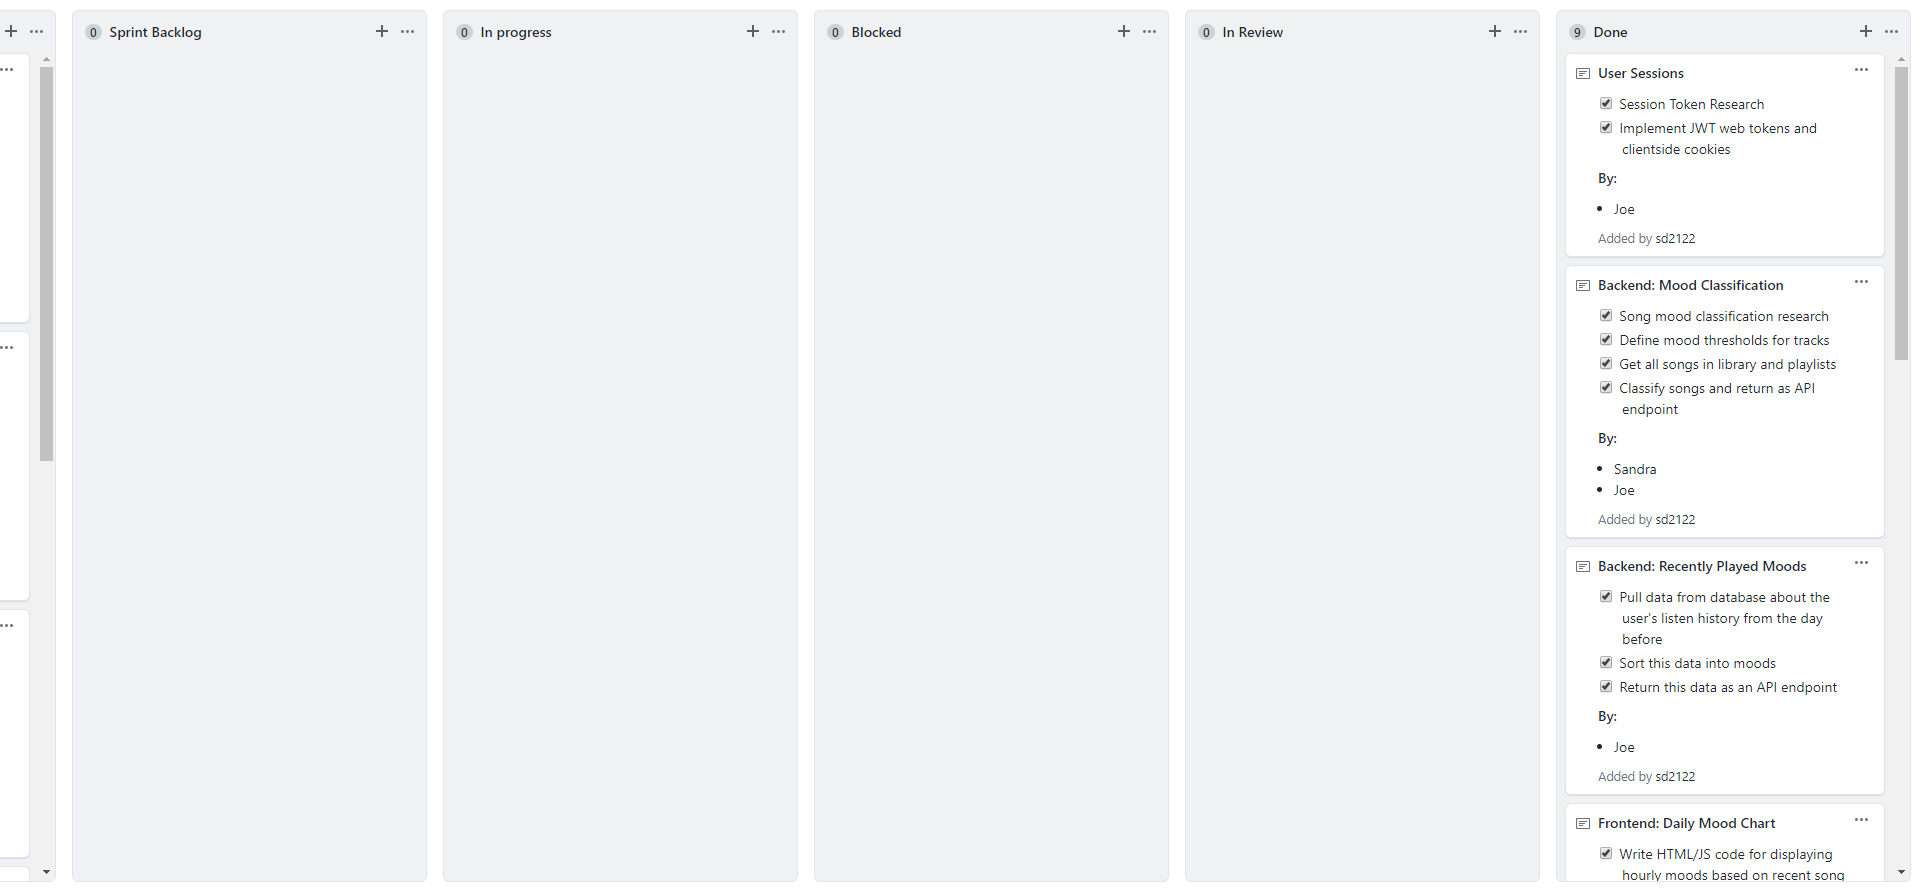 0 Sprint Backlog
0 In progress
0 Blocked
0 In Review
9 Done
User Sessions
Session Token Research
Implement JWT web tokens and
clientside cookies
By:
Joe
Added by sd2122
Backend: Mood Classification
Song mood classification research
Define mood thresholds for tracks
Get all songs in library and playlists
Classify songs and return as API
endpoint
By:
Sandra
Joe
Added by sd2122
Backend: Recently Played Moods
Pull data from database about the
user's listen history from the day
before
Sort this data into moods
Return this data as an API endpoint
By:
Joe
Added by sd2122
Frontend: Daily Mood Chart
Write HTML/JS code for displaying
hourly moods based on recent song